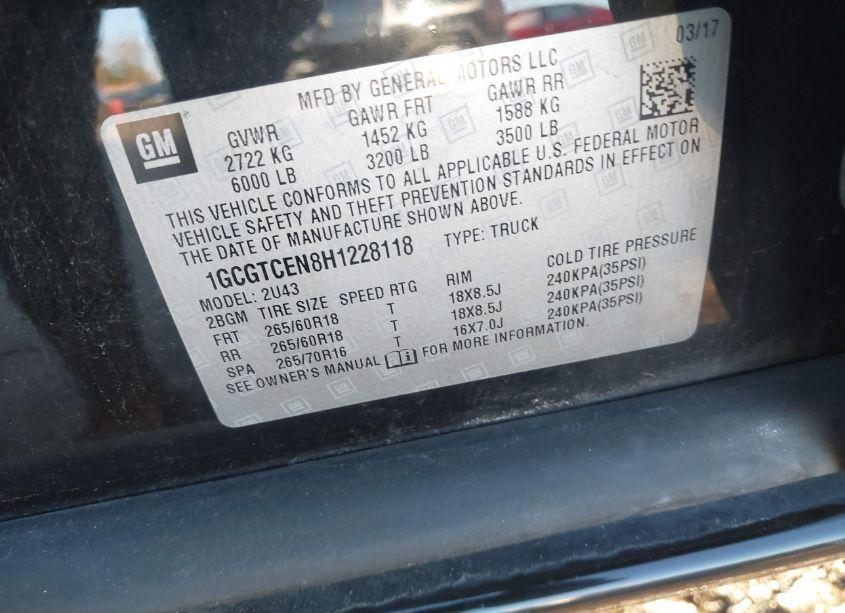 MFD BY GENERAL MOTORS LLC
03/17
GM
GVWR GAWR FRT GAWR RR
2722 KG 1452 KG 1588 KG
6000 LB 3200 LB 3500 LB
THIS VEHICLE CONFORMS TO ALL APPLICABLE U.S. FEDERAL MOTOR
VEHICLE SAFETY AND THEFT PREVENTION STANDARDS IN EFFECT ON
THE DATE OF MANUFACTURE SHOWN ABOVE.
1GCGTCEN8H1228118 TYPE: TRUCK
MODEL: 2U43
2BGM TIRE SIZE SPEED RTG RIM COLD TIRE PRESSURE
FRT 265/60R18 T 18X8.5J 240KPA(35PSI)
RR 265/60R18 T 18X8.5J 240KPA(35PSI)
SPA 265/70R16 T 16X7.0J 240KPA(35PSI)
SEE OWNER'S MANUAL FOR MORE INFORMATION.